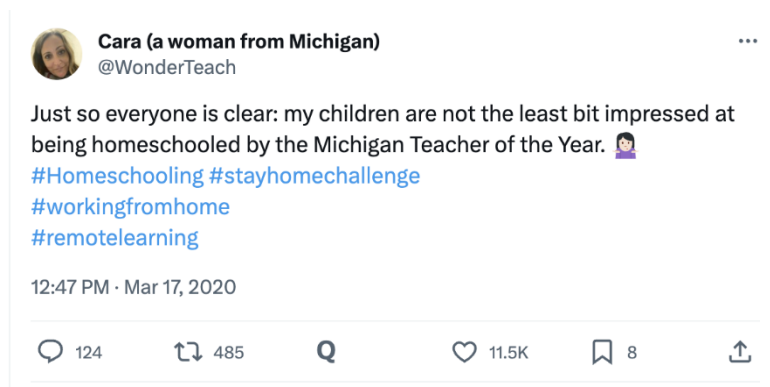 Cara (a woman from Michigan)
@WonderTeach
Just so everyone is clear: my children are not the least bit impressed at
being homeschooled by the Michigan Teacher of the Year. 🤷🏻‍♀️
#Homeschooling #stayhomechallenge
#workingfromhome
#remotelearning
12:47 PM · Mar 17, 2020
124 485 Q 11.5K 8